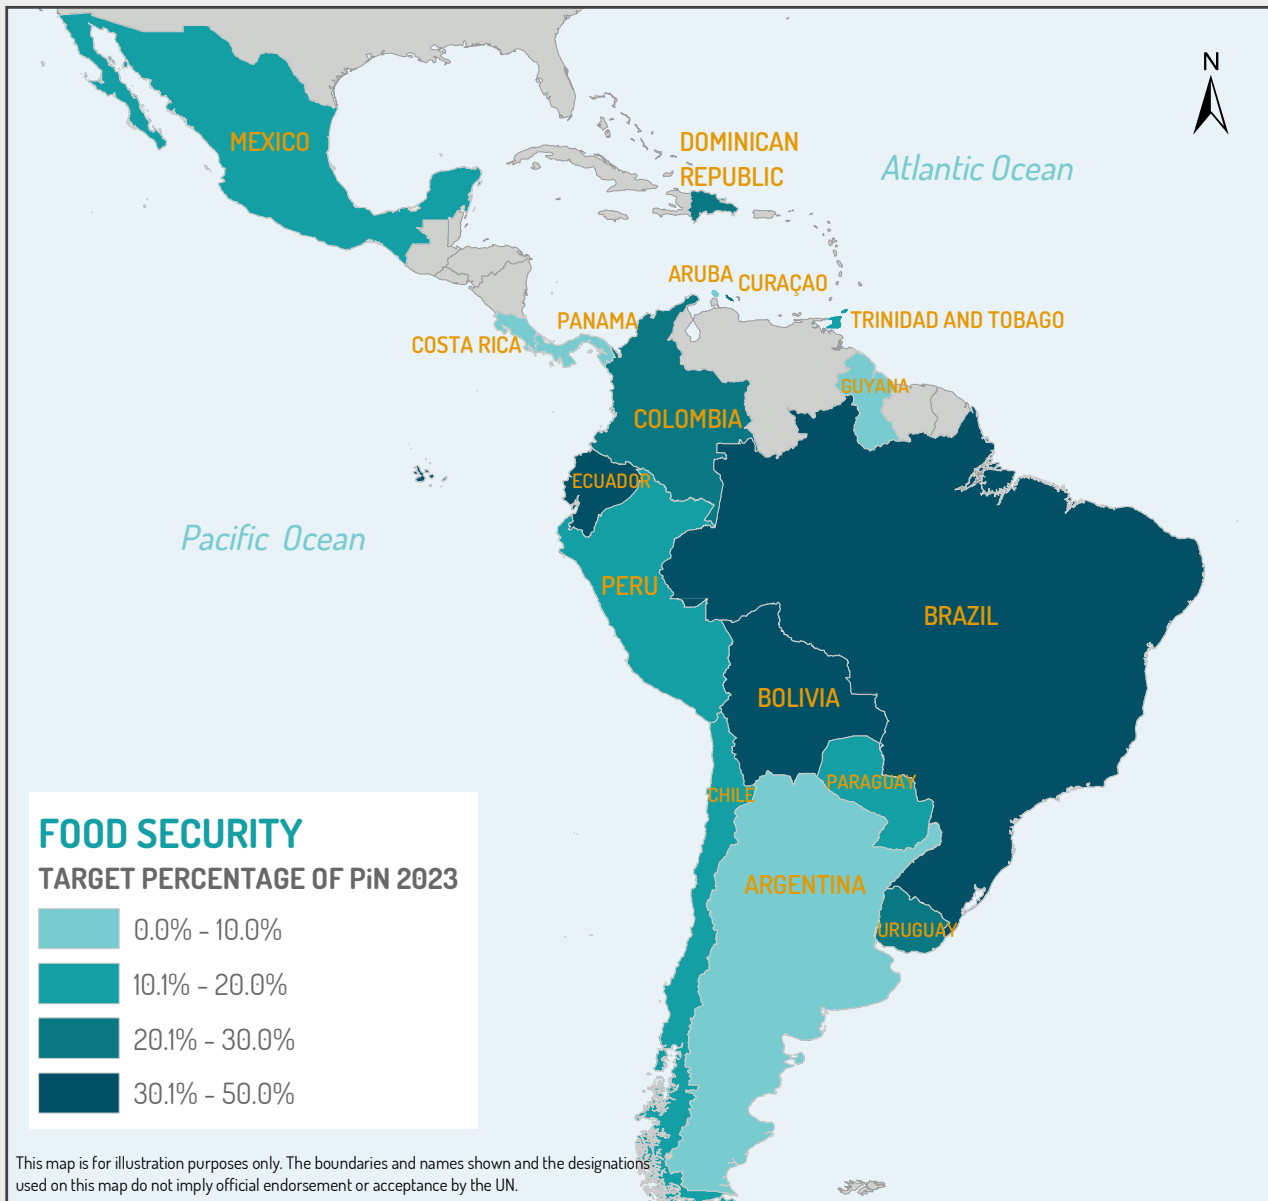 N
MEXICO
DOMINICAN
REPUBLIC
Atlantic Ocean
ARUBA
CURAÇAO
PANAMA
TRINIDAD AND TOBAGO
COSTA RICA
GUYANA
COLOMBIA
ECUADOR
Pacific Ocean
PERU
BRAZIL
BOLIVIA
PARAGUAY
CHILE
ARGENTINA
URUGUAY
FOOD SECURITY
TARGET PERCENTAGE OF PiN 2023
0.0% - 10.0%
10.1% - 20.0%
20.1% - 30.0%
30.1% - 50.0%
This map is for illustration purposes only. The boundaries and names shown and the designations
used on this map do not imply official endorsement or acceptance by the UN.